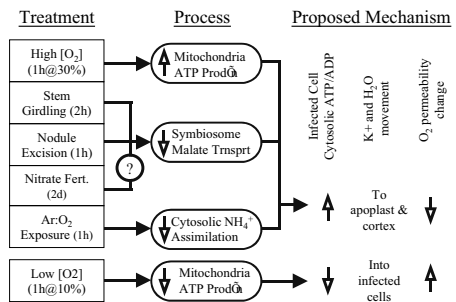 Treatment
Process
Proposed Mechanism
High [O₂]
(1h@30%)
Stem
Girdling (2h)
Nodule
Excision (1h)
Nitrate Fert.
(2d)
Ar:O₂
Exposure (1h)
Low [O2]
(1h@10%)
?
Mitochondria
ATP ProdÕn
Symbiosome
Malate Trnsprt
Cytosolic NH₄⁺
Assimilation
Mitochondria
ATP ProdÕn
Infected Cell
Cytosolic ATP/ADP
K+ and H₂O
movement
O₂ permeability
change
To
apoplast &
cortex
Into
infected
cells